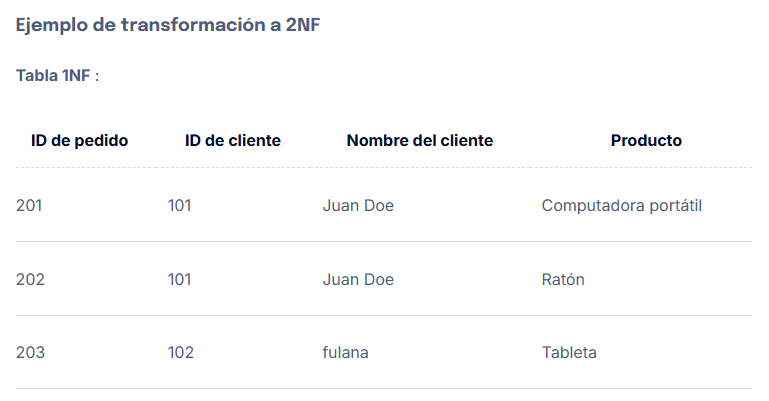 Ejemplo de transformación a 2NF
Tabla 1NF :
ID de pedido ID de cliente Nombre del cliente Producto
201 101 Juan Doe Computadora portátil
202 101 Juan Doe Ratón
203 102 fulana Tableta